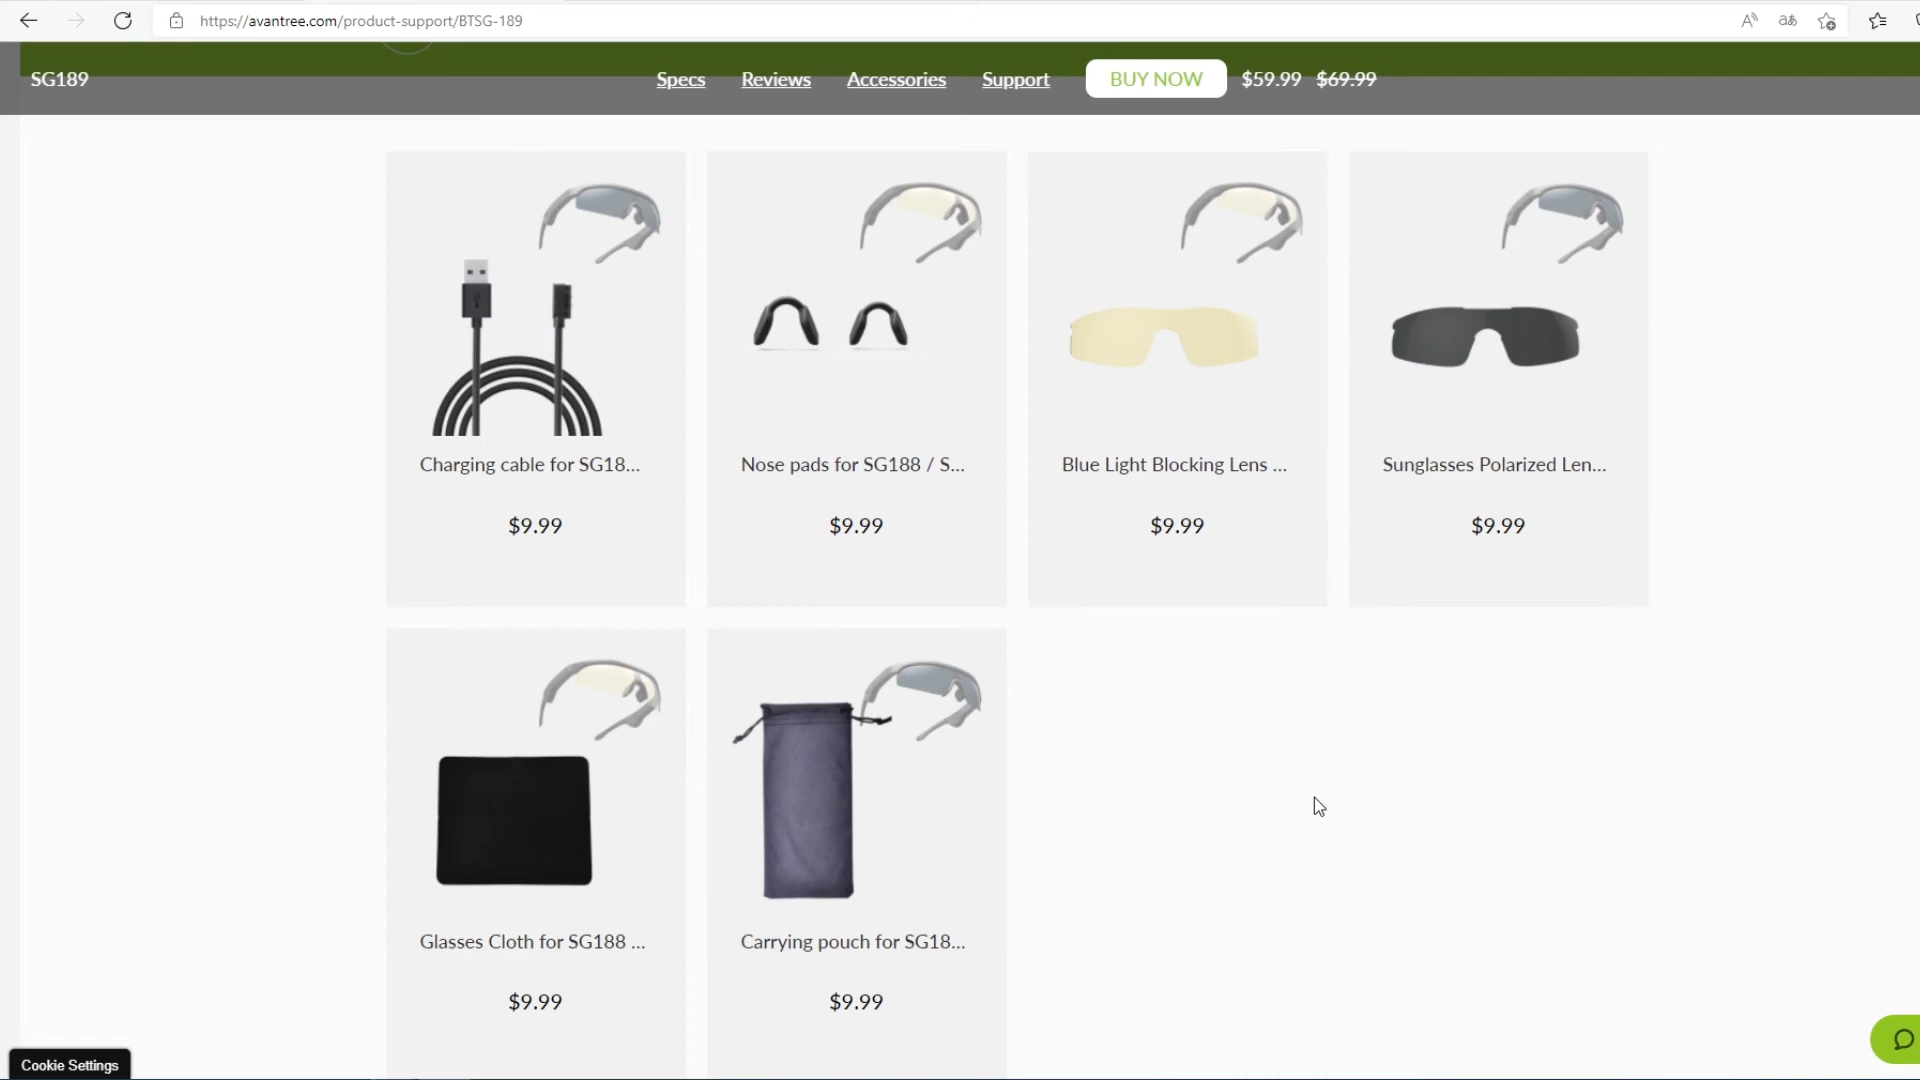 https://avantree.com/product-support/BTSG-189
SG189
Specs
Reviews
Accessories
Support
BUY NOW
$59.99
$69.99
Charging cable for SG18...
Nose pads for SG188 / S...
Blue Light Blocking Lens ...
Sunglasses Polarized Len...
$9.99
$9.99
$9.99
$9.99
Glasses Cloth for SG188 ...
Carrying pouch for SG18...
$9.99
$9.99
Cookie Settings